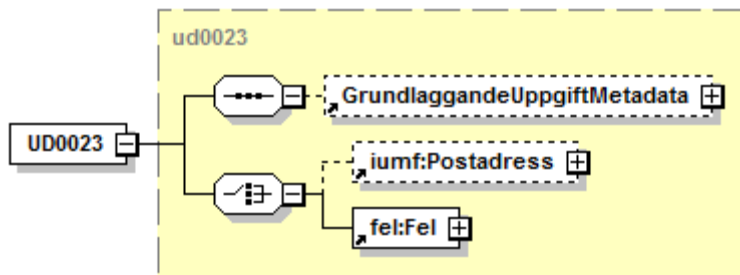 ud0023
GrundlaggandeUppgiftMetadata
UD0023
iumf:Postadress
fel:Fel